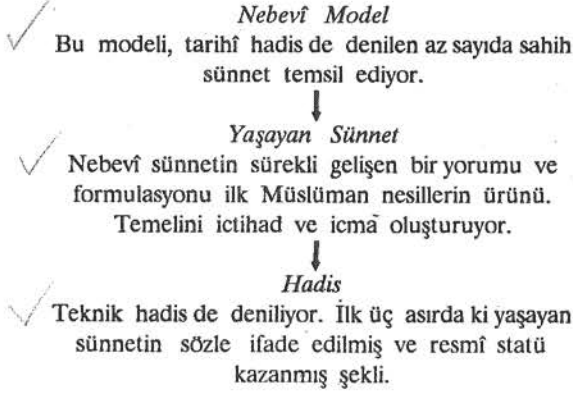 Nebevî Model
Bu modeli, tarihî hadis de denilen az sayıda sahih
sünnet temsil ediyor.
Yaşayan Sünnet
Nebevî sünnetin sürekli gelişen bir yorumu ve
formulasyonu ilk Müslüman nesillerin ürünü.
Temelini ictihad ve icma oluşturuyor.
Hadis
Teknik hadis de deniliyor. İlk üç asırda ki yaşayan
sünnetin sözle ifade edilmiş ve resmî statü
kazanmış şekli.